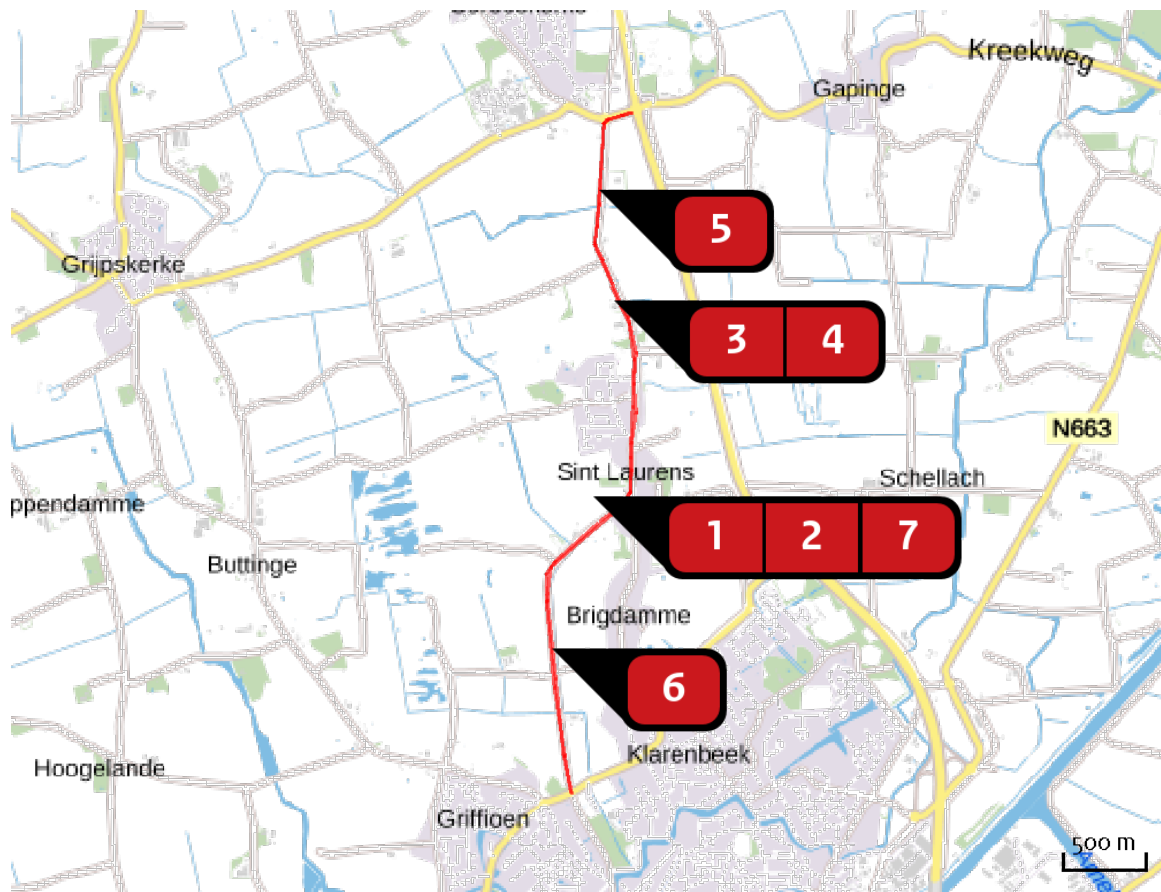 Kreekweg
Gapinge
5
Grijpskerke
3 4
N663
Sint Laurens
Schellach
ppendamme
1 2 7
Buttinge
Brigdamme
6
Klarenbeek
Hoogelande
Griffioen
500 m